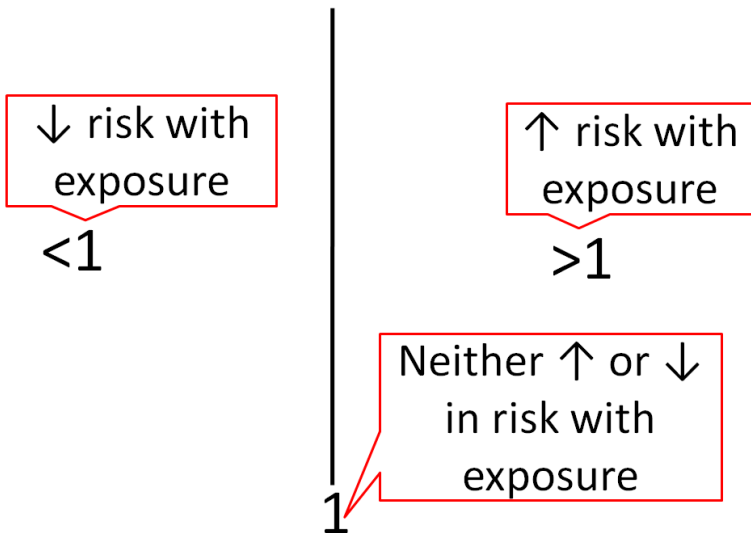 ↓ risk with
exposure
<1
↑ risk with
exposure
>1
Neither ↑ or ↓
in risk with
exposure
1